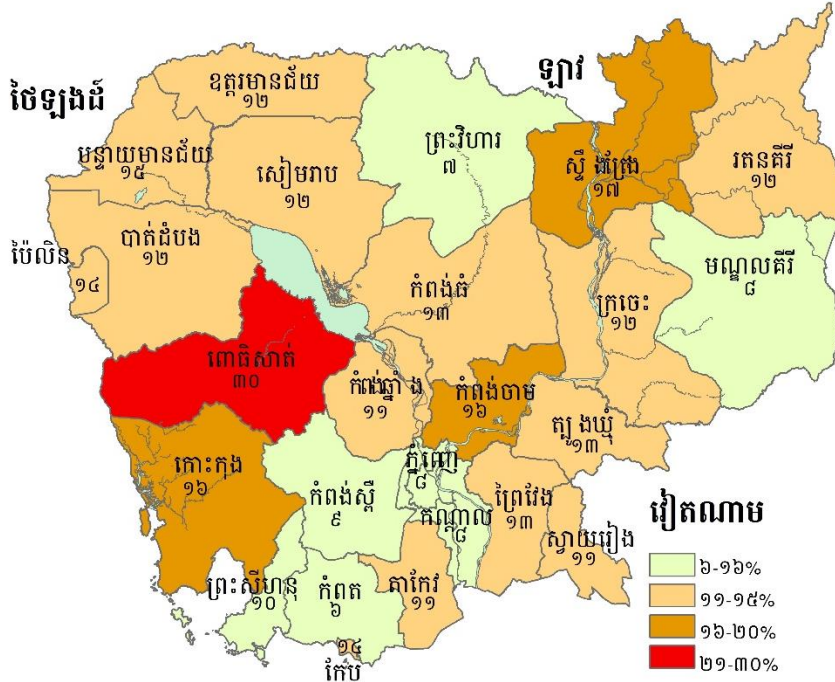 ឧត្តរមានជ័យ
១២
ឡាវ
ថៃឡងដ៍
ព្រះវិហារ
៧
មន្ទាយមានជ័យ
១៥
សៀមរាប
១២
ស្ទឹងត្រែង
១៧
រតនគីរី
១២
ប៉ៃលិន
១៤
បាត់ដំបង
១២
កំពង់ធំ
១៣
មណ្ឌលគីរី
៨
ក្រចេះ
១២
ពោធិសាត់
៣០
កំពង់ឆ្នាំង
១១
កំពង់ចាម
១៦
ត្បូងឃ្មុំ
១៣
កោះកុង
១៦
កំពង់ស្ពឺ
៩
ភ្នំពេញ
៨
កណ្តាល
៨
ព្រៃវែង
១៣
ស្វាយរៀង
១១
ព្រះសីហនុ
១០
កំពត
៦
តាកែវ
១១
១៤
កែប
វៀតណាម
៦-១៦%
១១-១៥%
១៦-២០%
២១-៣០%